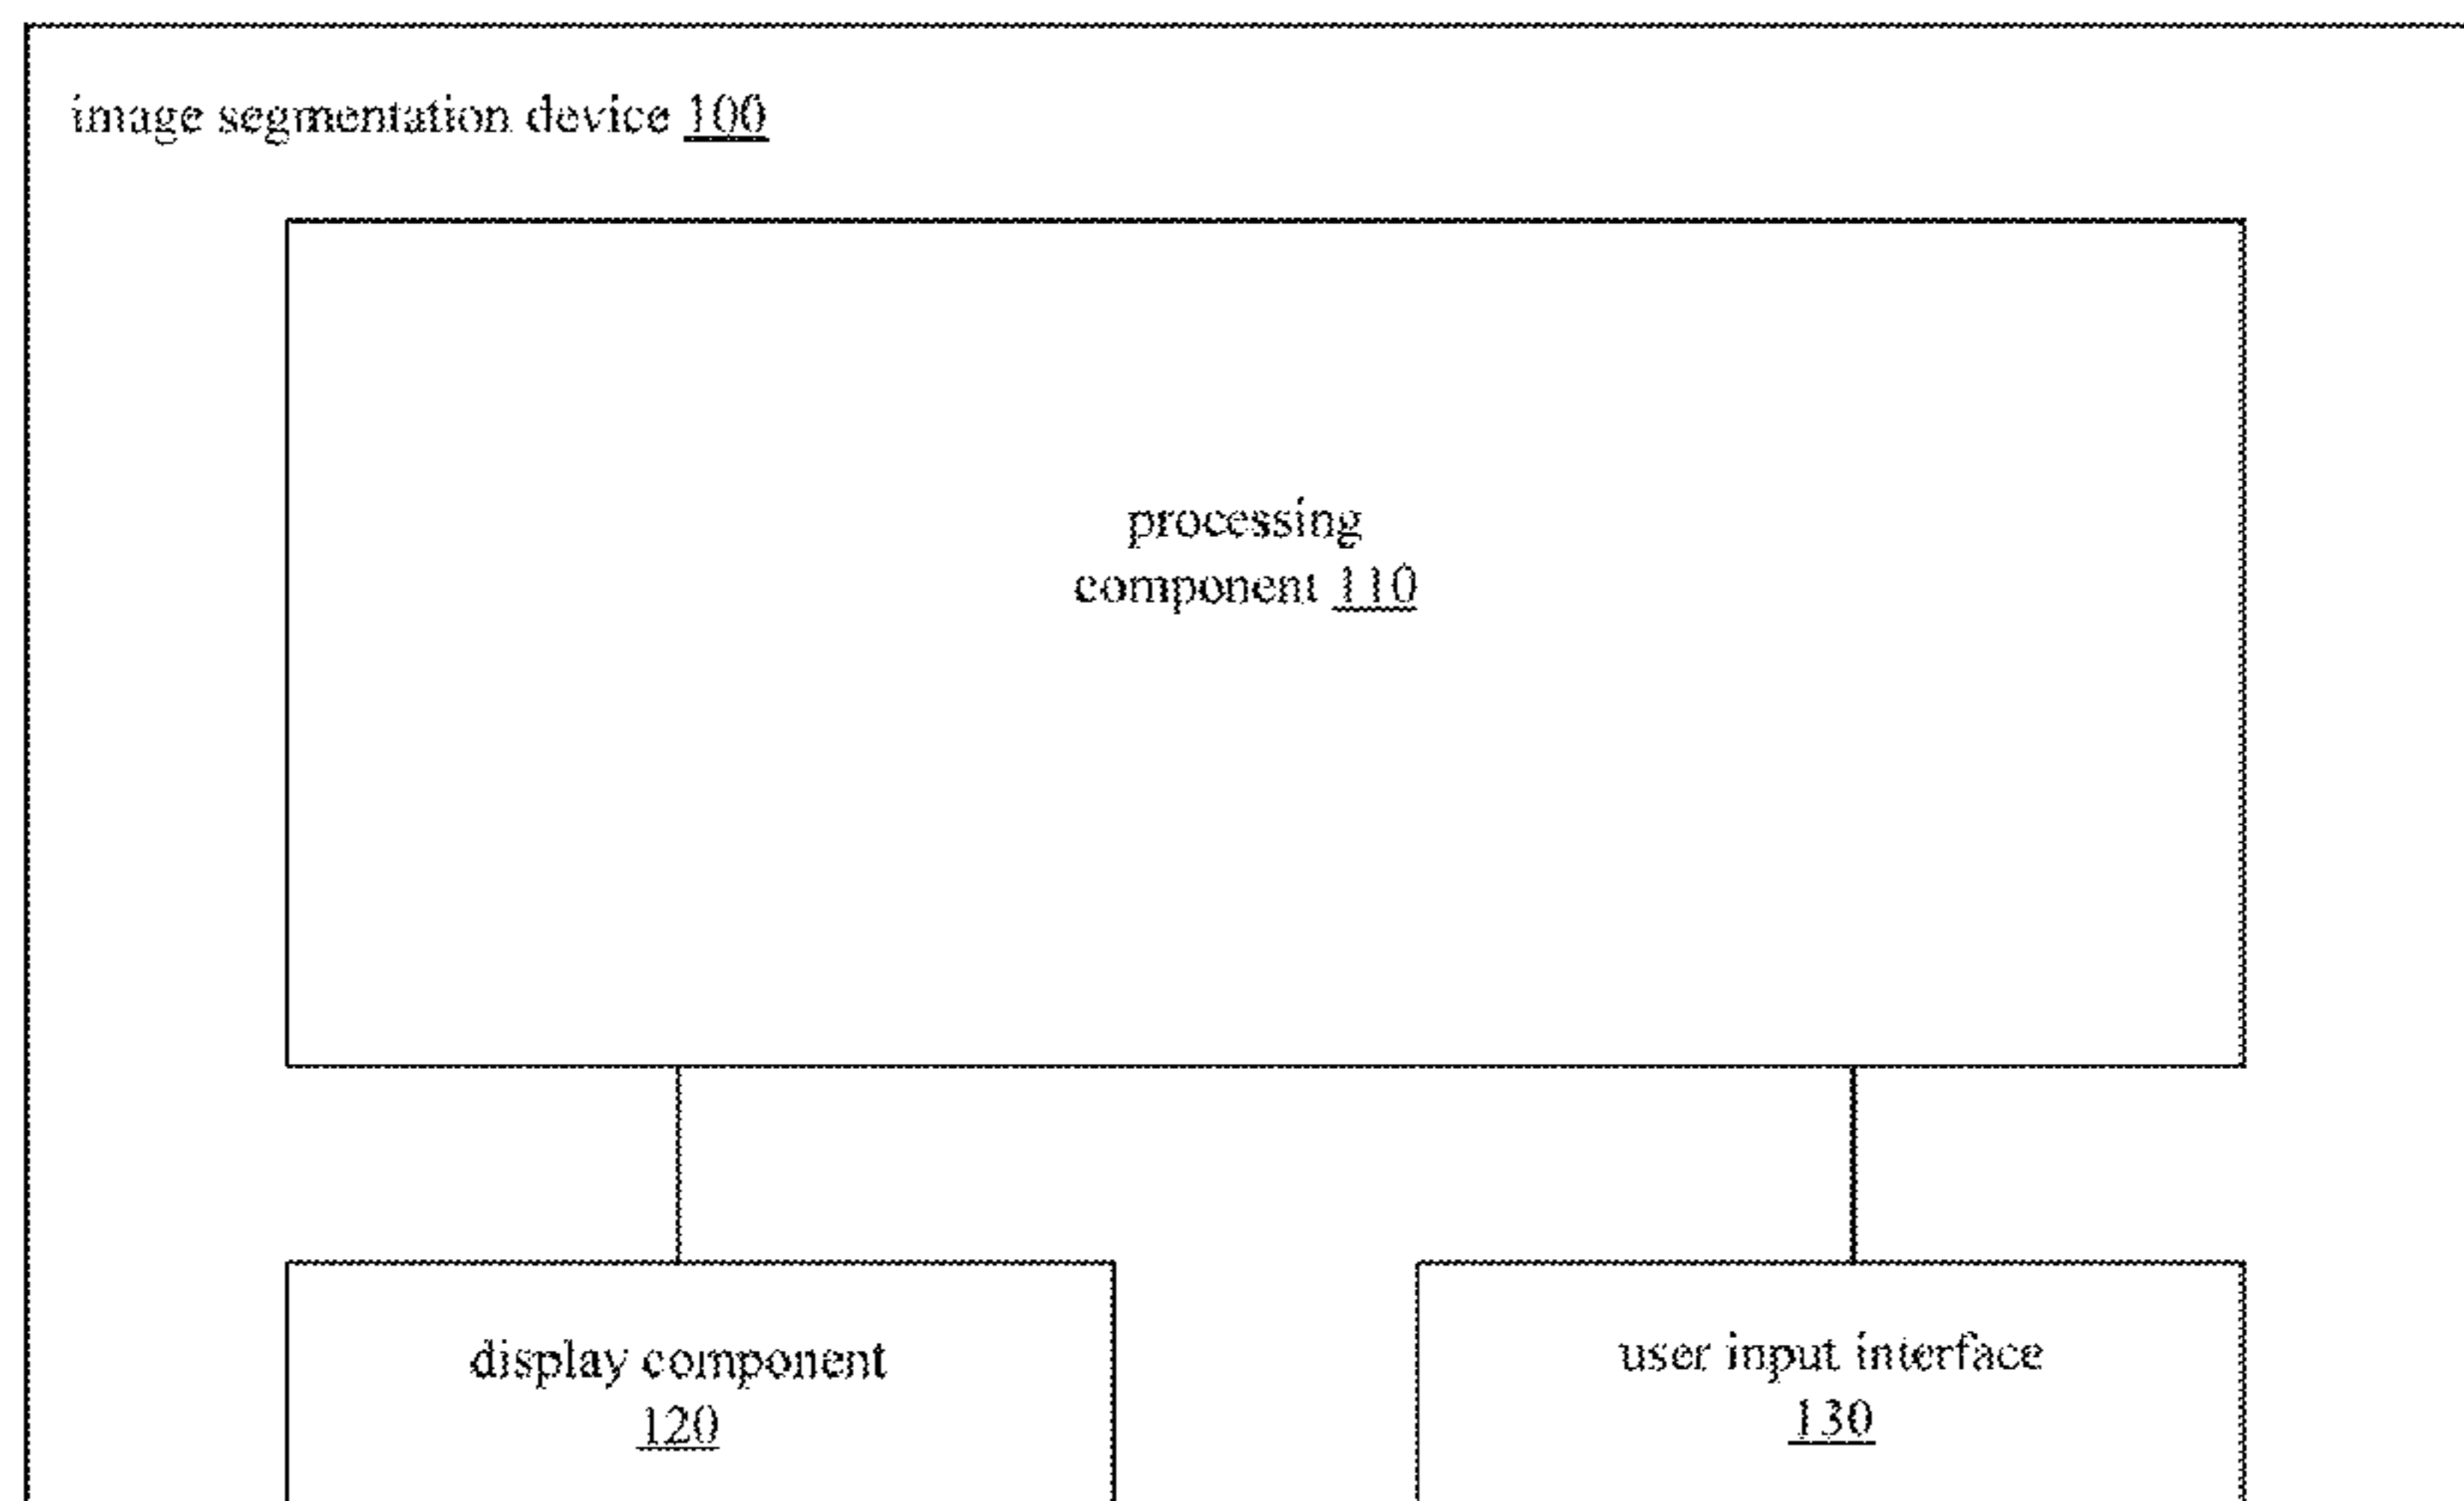 image segmentation device 100
processing
component 110
display component
120
user input interface
130